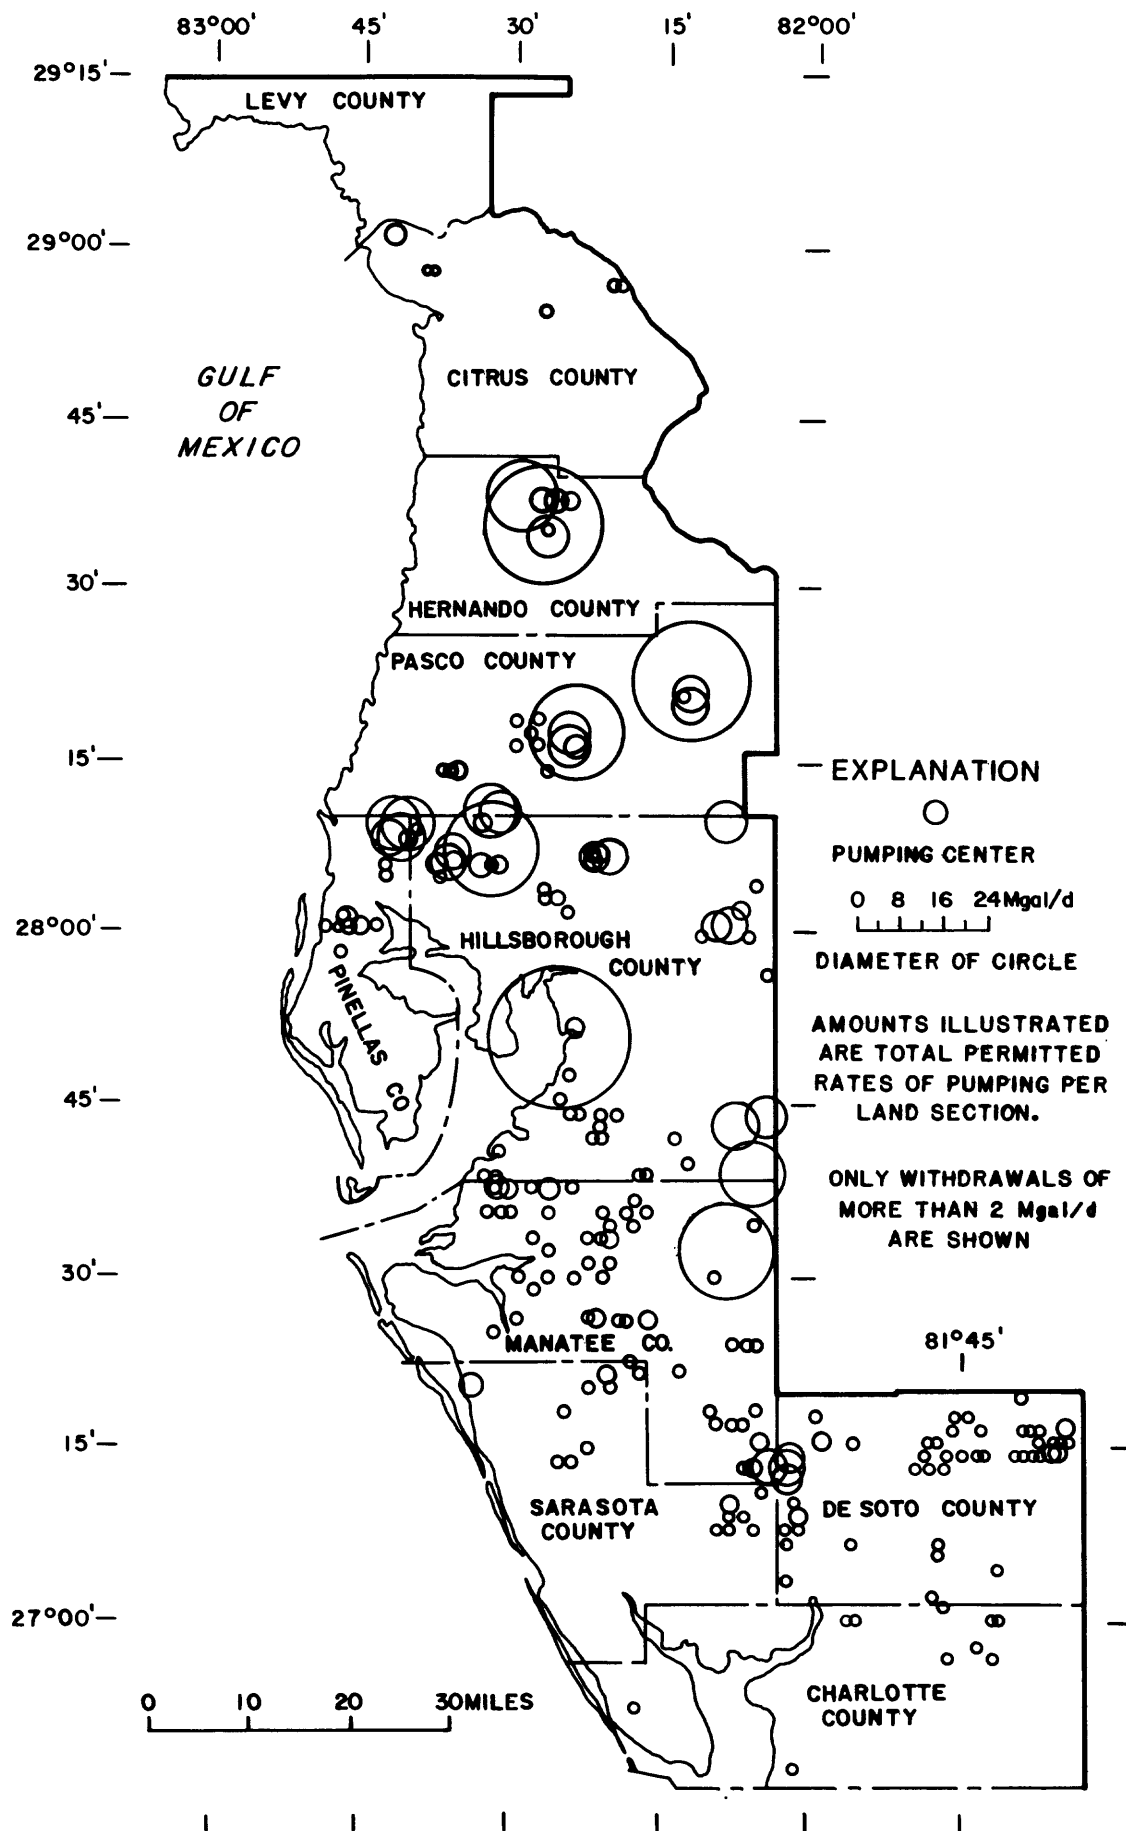 83°00' 45' 30' 15' 82°00'
29°15'
LEVY COUNTY
29°00'
CITRUS COUNTY
GULF
OF
MEXICO
45'
30'
HERNANDO COUNTY
PASCO COUNTY
15'
EXPLANATION
PUMPING CENTER
0 8 16 24 Mgal/d
DIAMETER OF CIRCLE
AMOUNTS ILLUSTRATED
ARE TOTAL PERMITTED
RATES OF PUMPING PER
LAND SECTION.
ONLY WITHDRAWALS OF
MORE THAN 2 Mgal/d
ARE SHOWN
28°00'
HILLSBOROUGH
COUNTY
PINELLAS CO
45'
30'
MANATEE CO.
81°45'
15'
SARASOTA
COUNTY
DE SOTO COUNTY
27°00'
CHARLOTTE
COUNTY
0 10 20 30 MILES